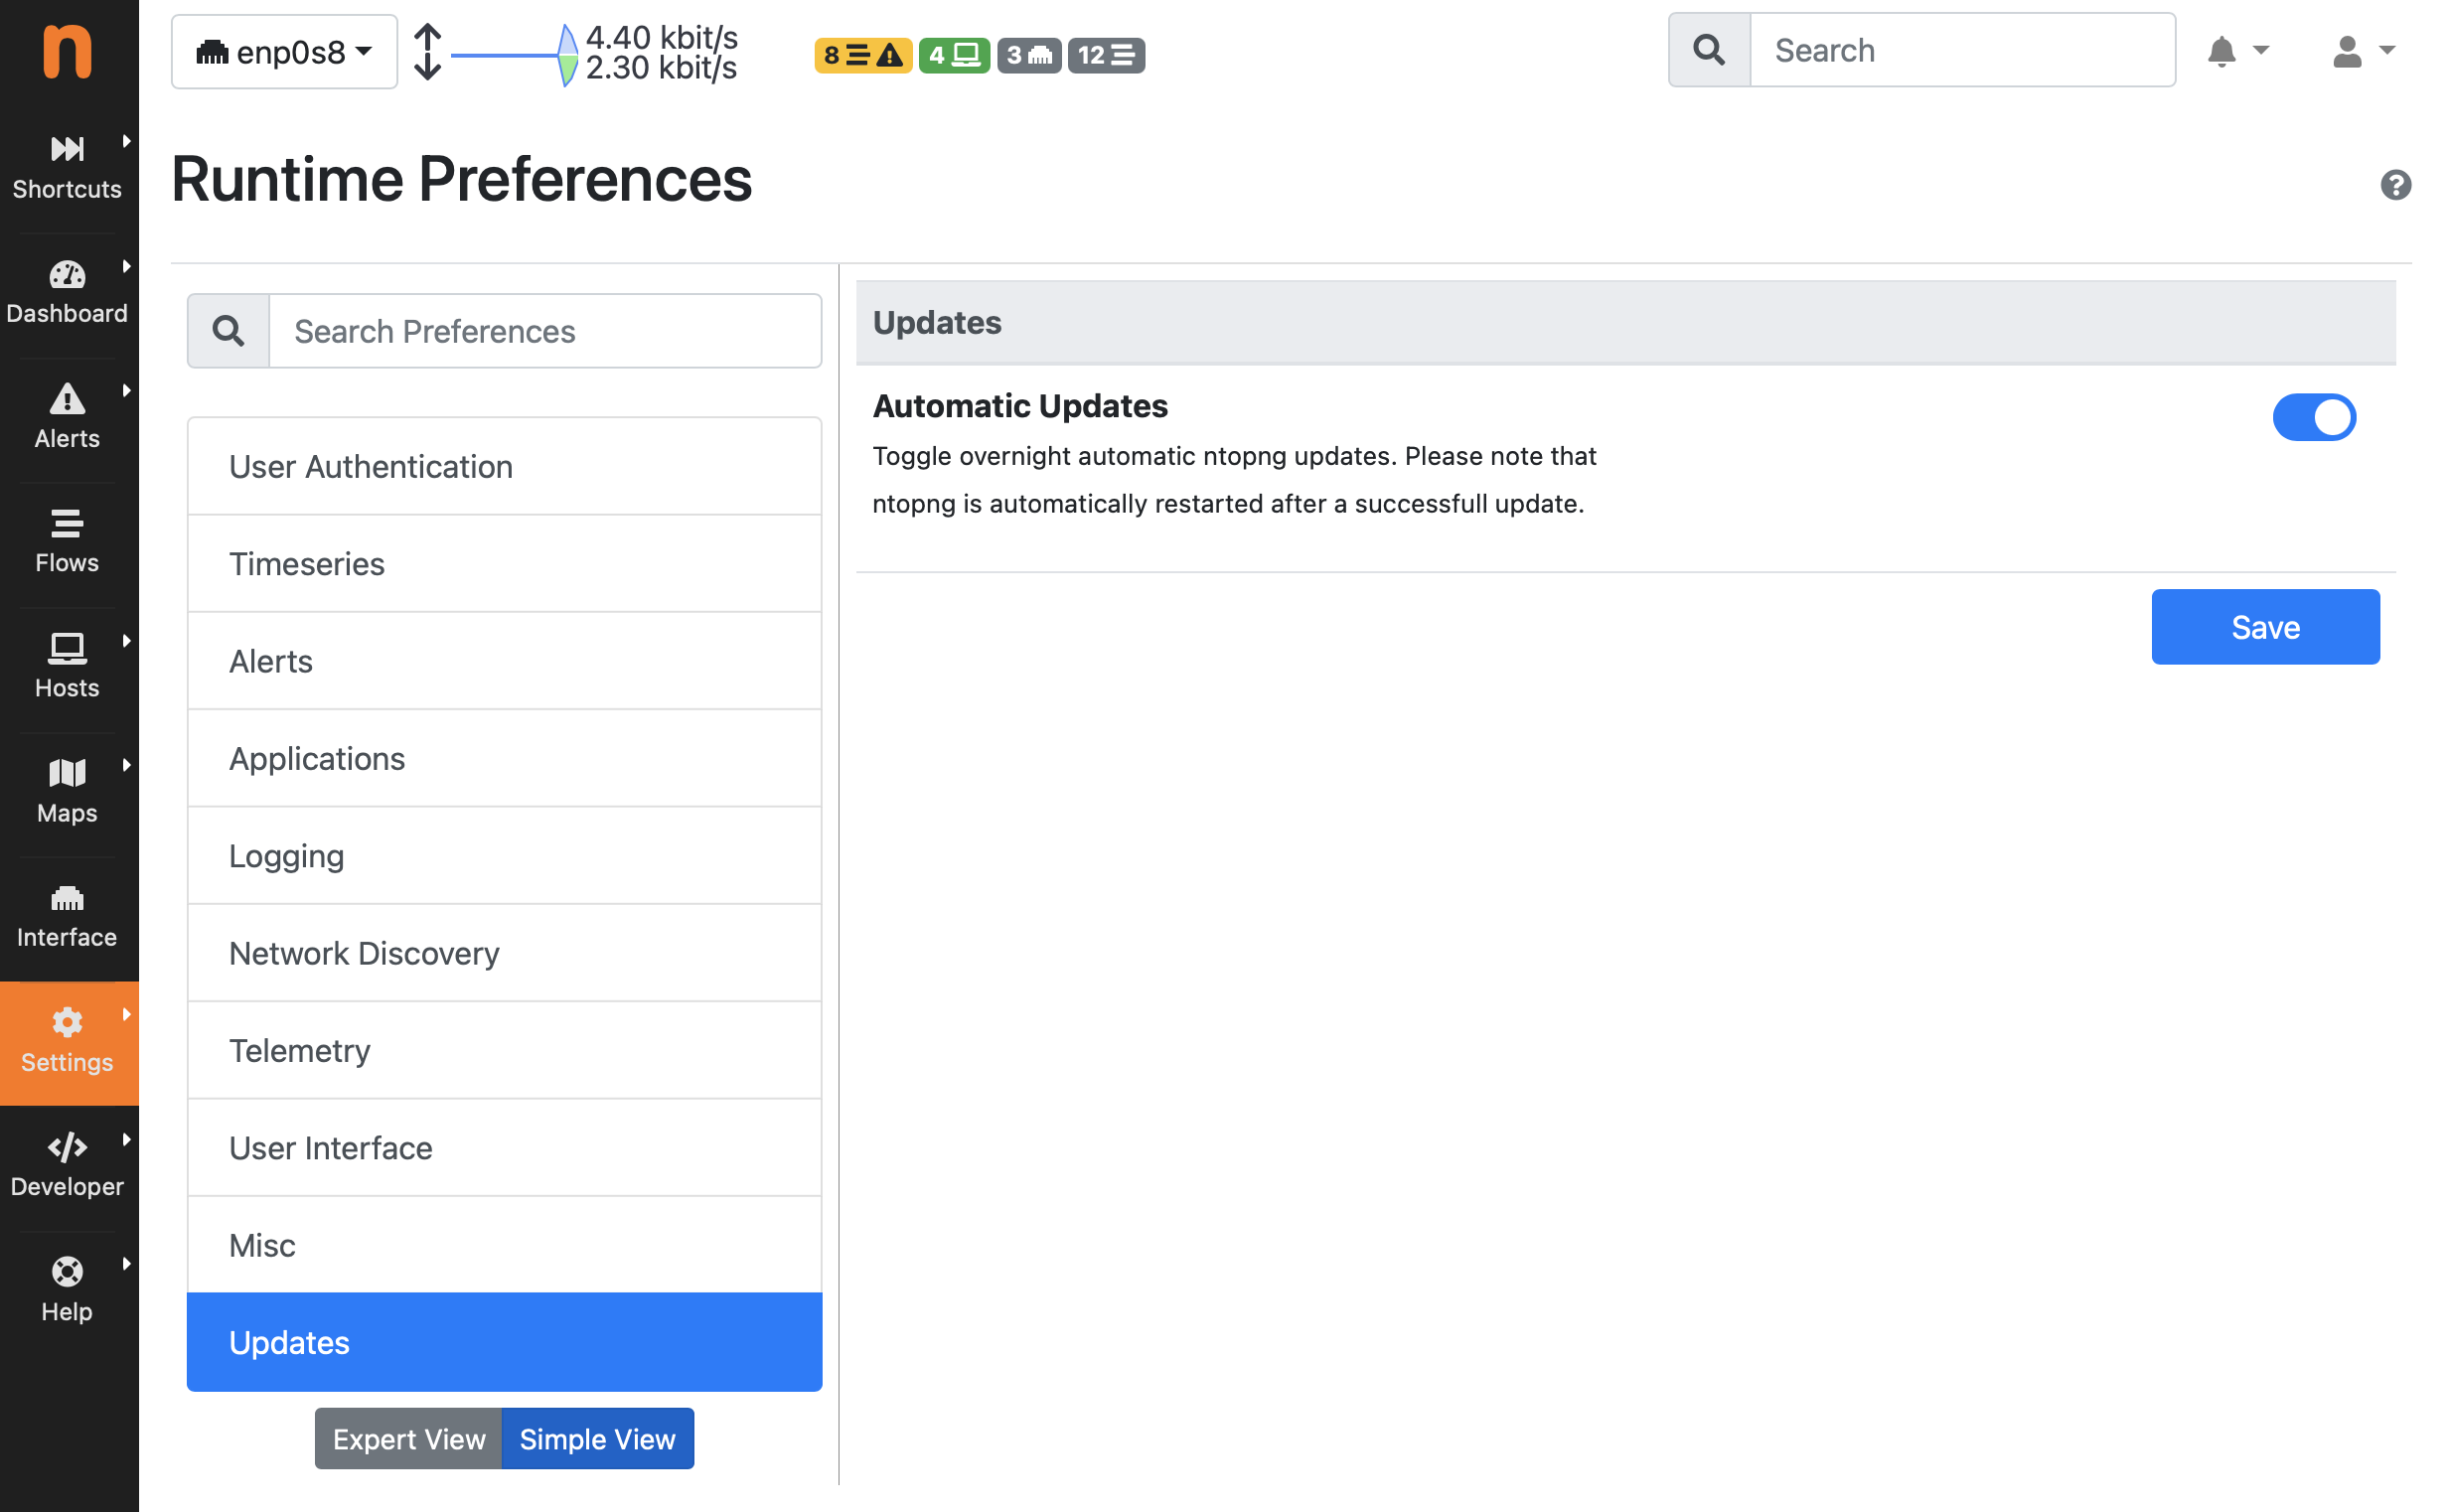 n
enp0s8
4.40 kbit/s
2.30 kbit/s
8
4
3
12
Search
Shortcuts
Dashboard
Alerts
Flows
Hosts
Maps
Interface
Settings
Developer
Help
Runtime Preferences
Search Preferences
User Authentication
Timeseries
Alerts
Applications
Logging
Network Discovery
Telemetry
User Interface
Misc
Updates
Expert View
Simple View
Updates
Automatic Updates
Toggle overnight automatic ntopng updates. Please note that
ntopng is automatically restarted after a successfull update.
Save